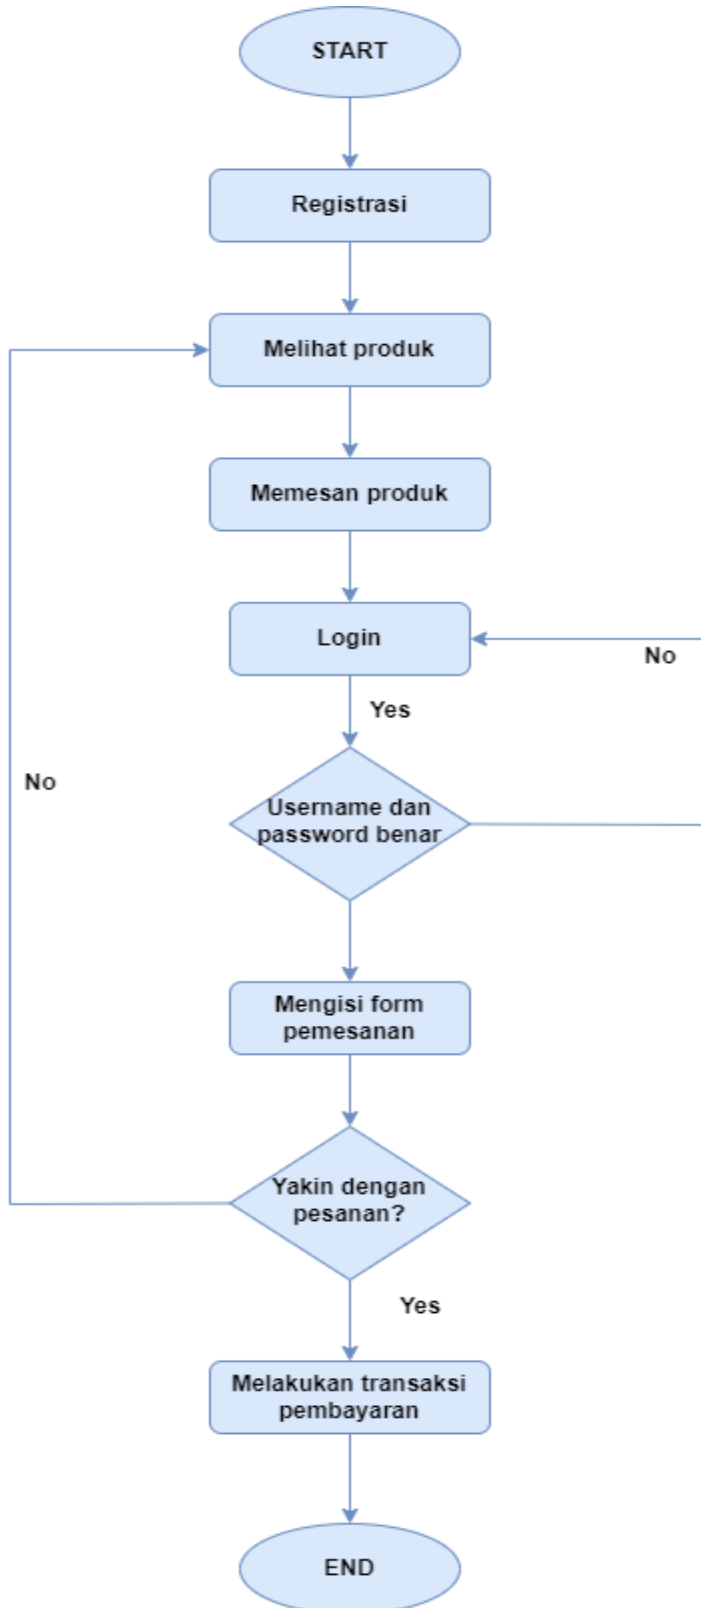 START
Registrasi
Melihat produk
Memesan produk
Login
No
Yes
No
Username dan
password benar
Mengisi form
pemesanan
Yakin dengan
pesanan?
Yes
Melakukan transaksi
pembayaran
END